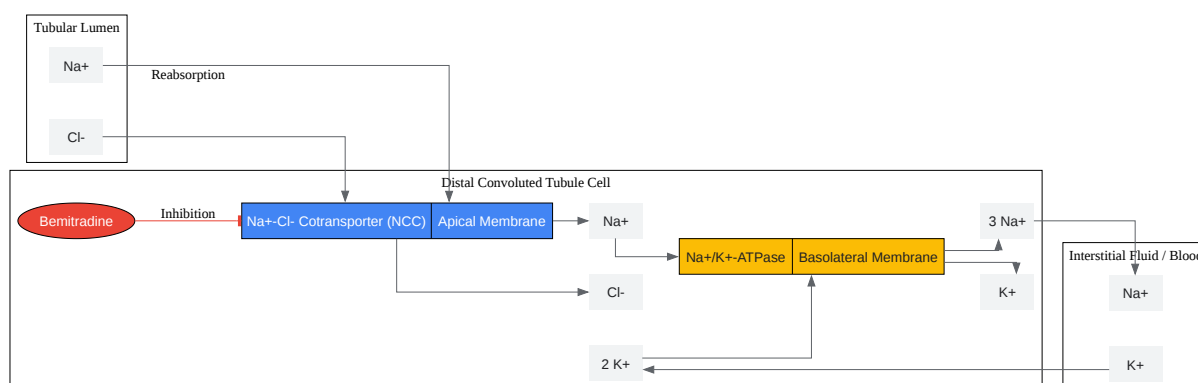 Tubular Lumen
Na+
Reabsorption
Cl-
Distal Convoluted Tubule Cell
Bemitradine
Inhibition
Na+-Cl- Cotransporter (NCC)
Apical Membrane
Na+
3 Na+
Na+/K+-ATPase
Basolateral Membrane
Interstitial Fluid / Blood
Cl-
K+
Na+
2 K+
K+